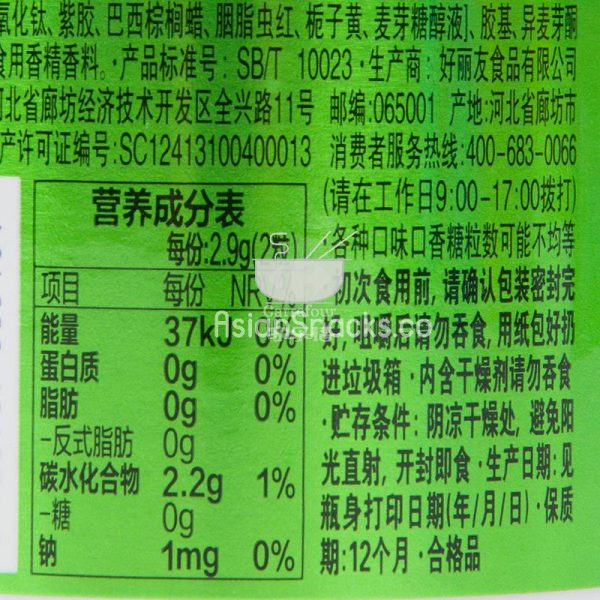 氧化钛、紫胶、巴西棕榈蜡、胭脂虫红、栀子黄、麦芽糖醇液]、胶基、异麦芽酮
食用香精香料。·产品标准号：SB/T 10023·生产商：好丽友食品有限公司
河北省廊坊经济技术开发区全兴路11号 邮编:065001 产地:河北省廊坊市
产许可证编号:SC12413100400013 消费者服务热线:400-683-0066
(请在工作日9:00-17:00拨打)
·各种口味口香糖粒数可能不均等
初次食用前, 请确认包装密封完
好, 咀嚼后请勿吞食, 用纸包好扔
进垃圾箱·内含干燥剂请勿吞食
·贮存条件: 阴凉干燥处, 避免阳
光直射, 开封即食·生产日期:见
瓶身打印日期(年/月/日)·保质
期:12个月·合格品
营养成分表
每份:2.9g(2粒)
项目 每份 NRV%
能量 37kJ 0%
蛋白质 0g 0%
脂肪 0g 0%
-反式脂肪 0g
碳水化合物 2.2g 1%
-糖 0g
钠 1mg 0%
AsianSnacks.co